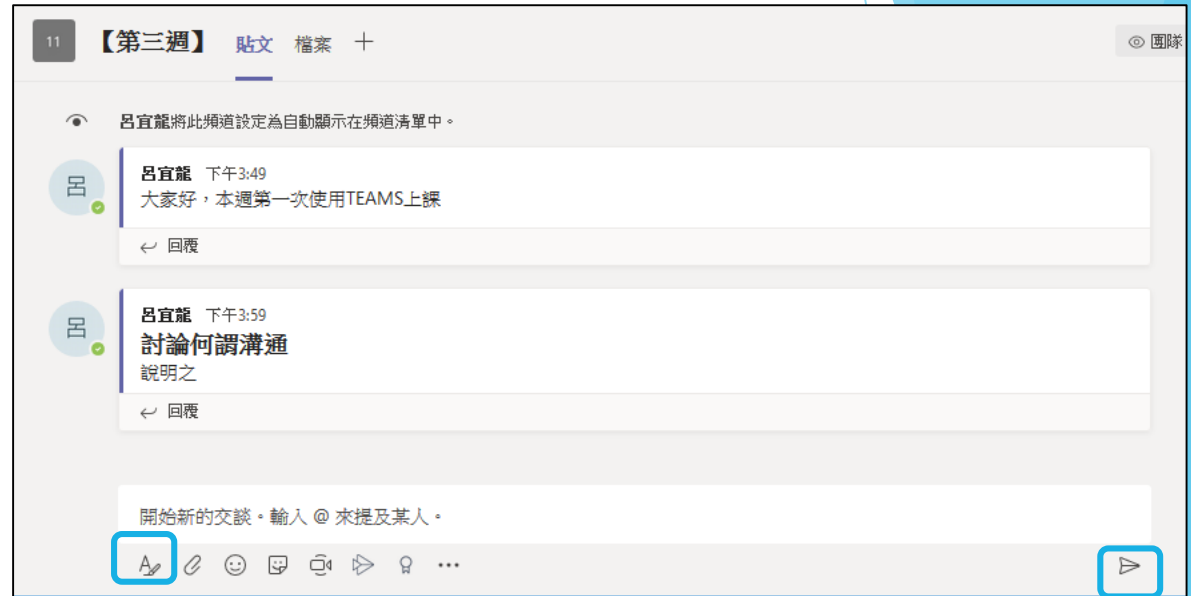 11 【第三週】 貼文 檔案 團隊
呂宜龍將此頻道設定為自動顯示在頻道清單中。
呂 呂宜龍 下午3:49
大家好，本週第一次使用TEAMS上課
回覆
呂 呂宜龍 下午3:59
討論何謂溝通
說明之
回覆
開始新的交談。輸入 @ 來提及某人。